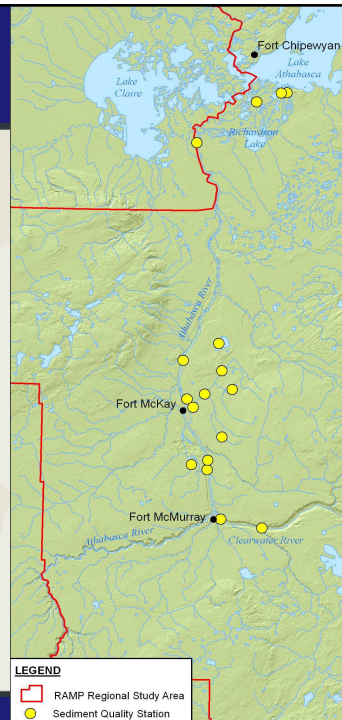 Fort Chipewyan
Lake
Athabasca
Lake
Claire
Richardson
Lake
Athabasca River
Fort McKay
Fort McMurray
Athabasca River
Clearwater River
LEGEND
RAMP Regional Study Area
Sediment Quality Station